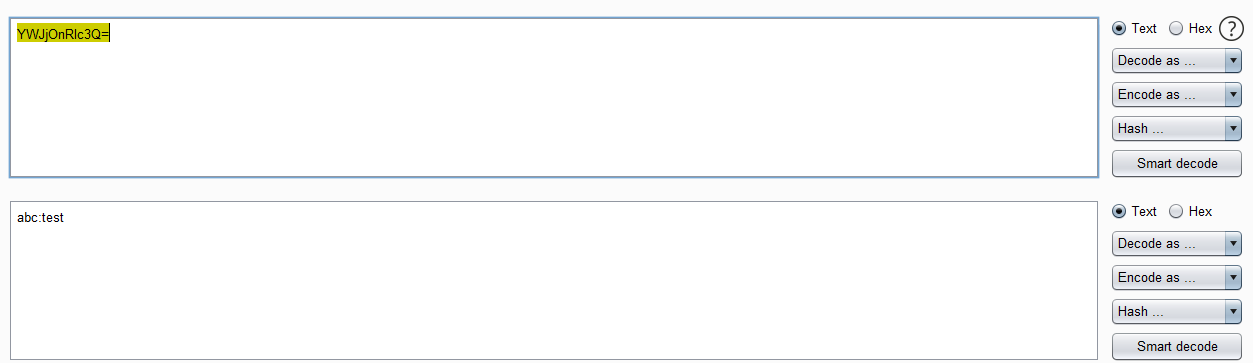 YWJjOnRlc3Q=
Text Hex ?
Decode as ...
Encode as ...
Hash ...
Smart decode
abc:test
Text Hex
Decode as ...
Encode as ...
Hash ...
Smart decode